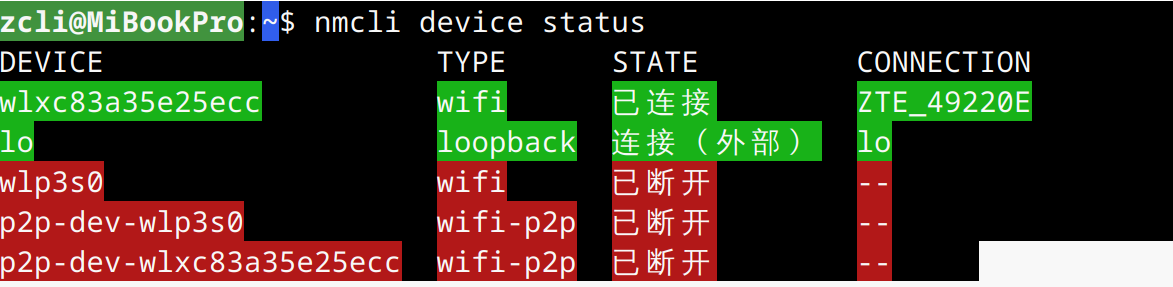 zcli@MiBookPro:~$ nmcli device status
DEVICE TYPE STATE CONNECTION
wlxc83a35e25ecc wifi 已连接 ZTE_49220E
lo loopback 连接（外部） lo
wlp3s0 wifi 已断开 --
p2p-dev-wlp3s0 wifi-p2p 已断开 --
p2p-dev-wlxc83a35e25ecc wifi-p2p 已断开 --